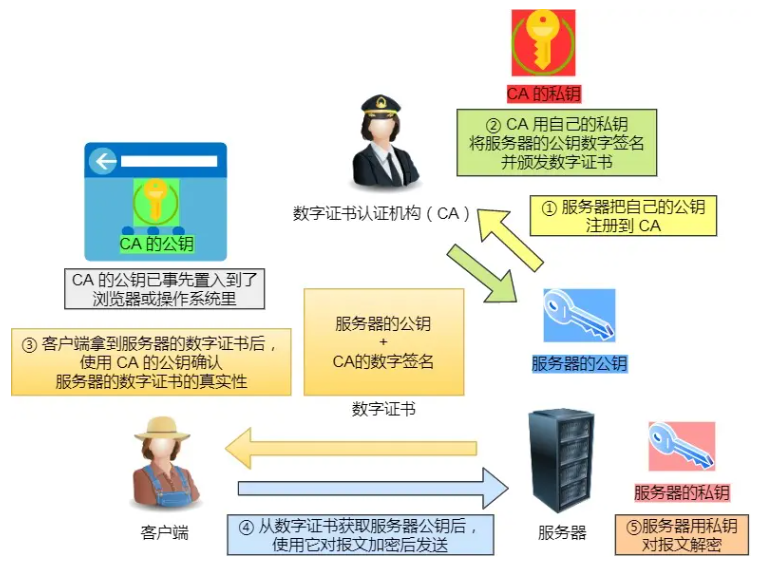 CA 的私钥
② CA 用自己的私钥
将服务器的公钥数字签名
并颁发数字证书
数字证书认证机构（CA）
① 服务器把自己的公钥
注册到 CA
CA 的公钥
CA 的公钥已事先置入到了
浏览器或操作系统里
③ 客户端拿到服务器的数字证书后，
使用 CA 的公钥确认
服务器的数字证书的真实性
服务器的公钥
+
CA的数字签名
数字证书
服务器的公钥
客户端
④ 从数字证书获取服务器公钥后，
使用它对报文加密后发送
服务器
服务器的私钥
⑤服务器用私钥
对报文解密